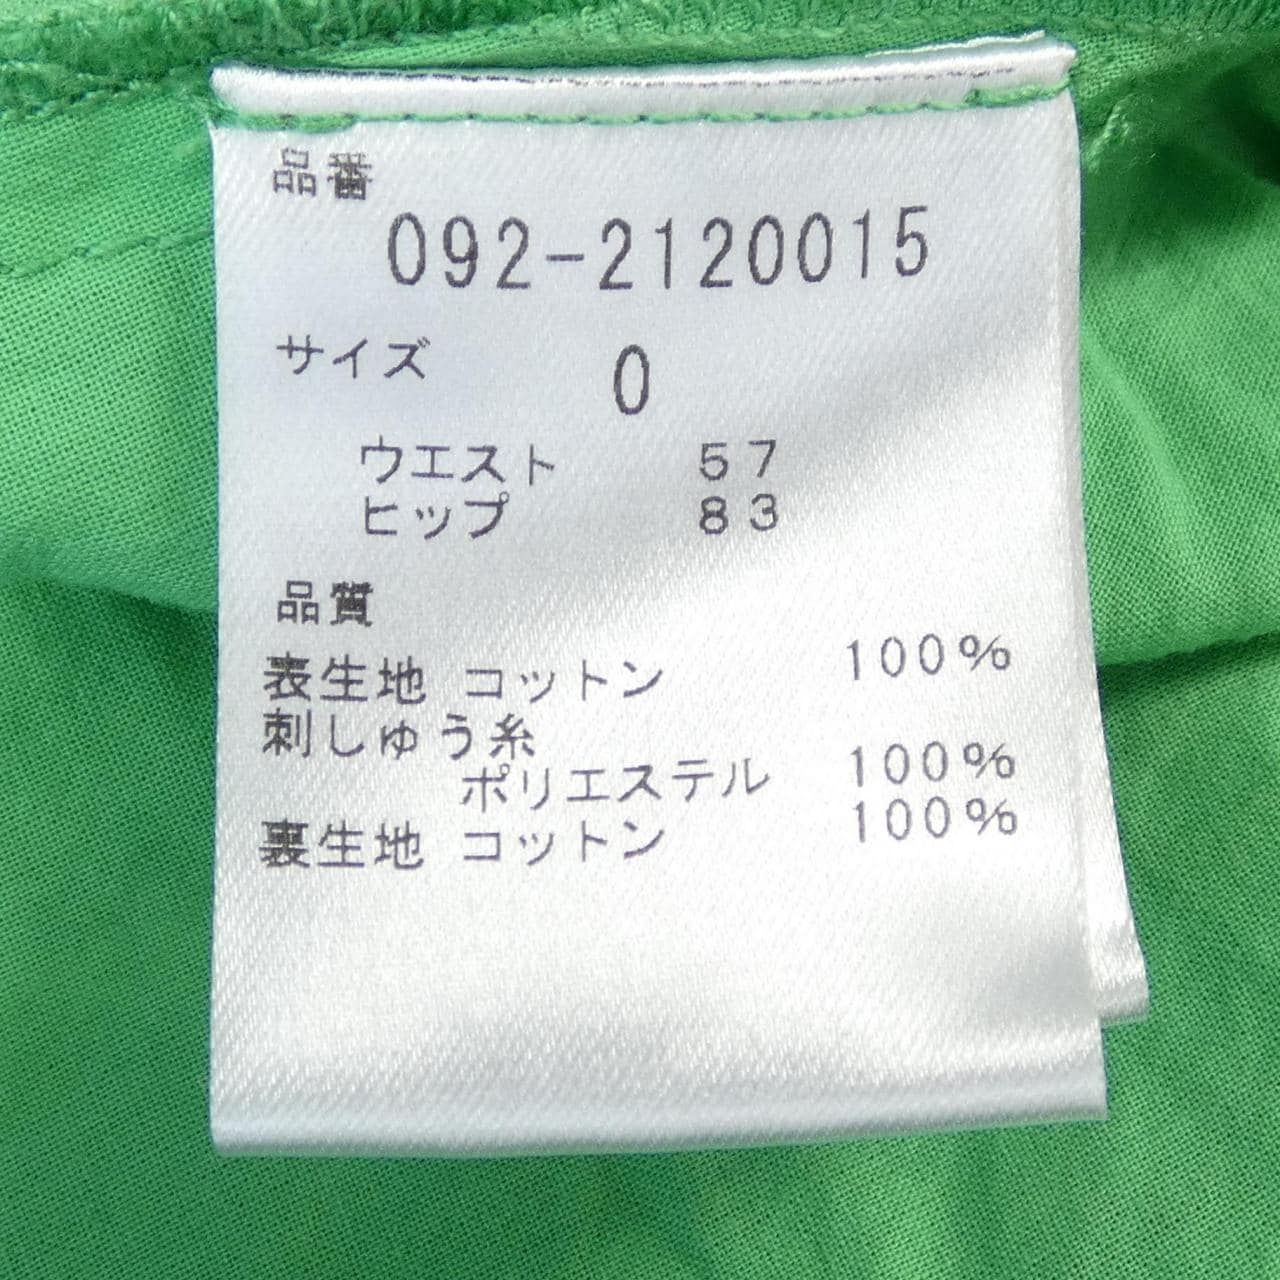 品番
092-2120015
サイズ 0
ウエスト 57
ヒップ 83
品質
表生地 コットン 100%
刺しゅう糸
ポリエステル 100%
裏生地 コットン 100%